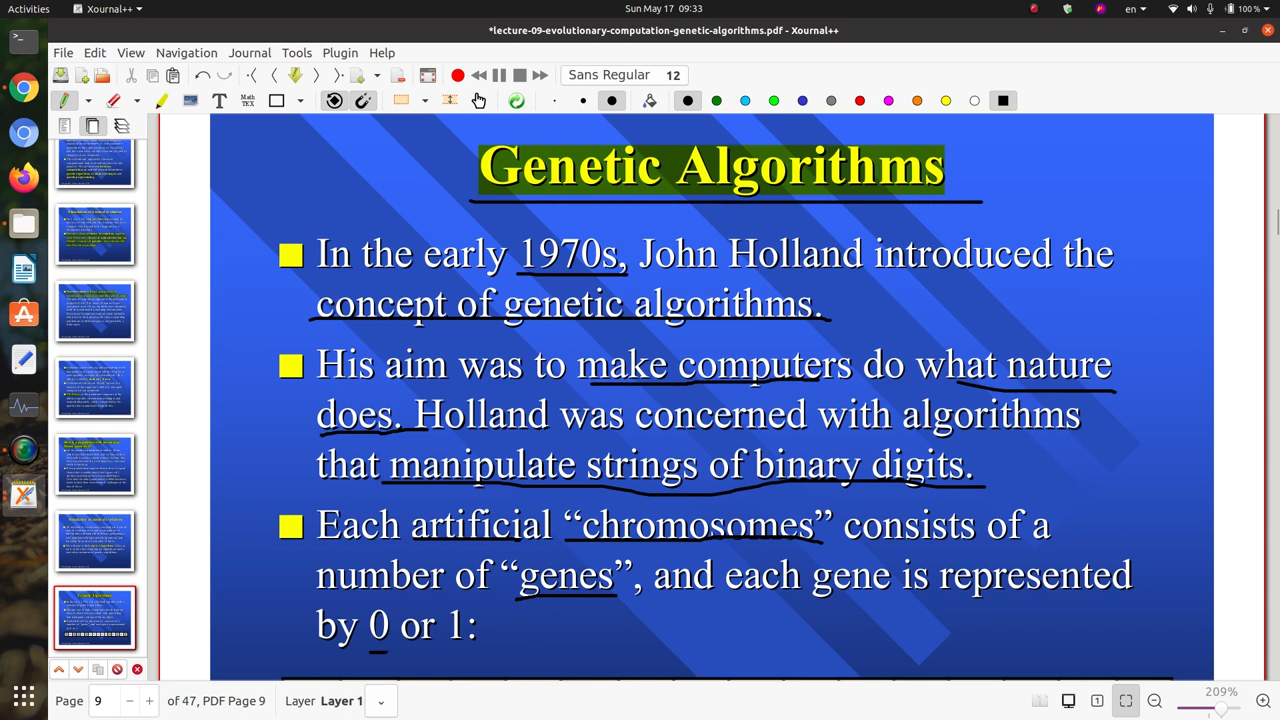 Activities
Xournal++
Sun May 17 09:33
en
100 %
*lecture-09-evolutionary-computation-genetic-algorithms.pdf - Xournal++
File Edit View Navigation Journal Tools Plugin Help
Sans Regular 12
Genetic Algorithms
In the early 1970s, John Holland introduced the
concept of genetic algorithms.
His aim was to make computers do what nature
does. Holland was concerned with algorithms
that manipulate strings of binary digits.
Each artificial “chromosome” consists of a
number of “genes”, and each gene is represented
by 0 or 1:
Page 9 of 47, PDF Page 9 Layer Layer 1
209%